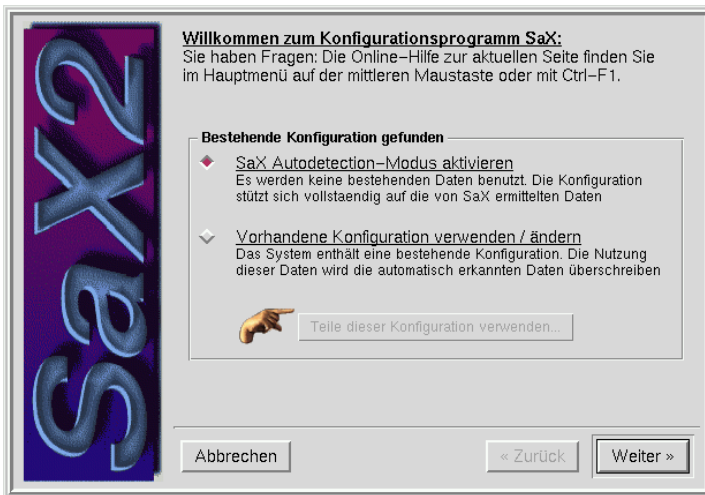 SaX2
Willkommen zum Konfigurationsprogramm SaX:
Sie haben Fragen: Die Online-Hilfe zur aktuellen Seite finden Sie
im Hauptmenü auf der mittleren Maustaste oder mit Ctrl-F1.
Bestehende Konfiguration gefunden
SaX Autodetection-Modus aktivieren
Es werden keine bestehenden Daten benutzt. Die Konfiguration
stützt sich vollstaendig auf die von SaX ermittelten Daten
Vorhandene Konfiguration verwenden / ändern
Das System enthält eine bestehende Konfiguration. Die Nutzung
dieser Daten wird die automatisch erkannten Daten überschreiben
Teile dieser Konfiguration verwenden...
Abbrechen
« Zurück
Weiter »